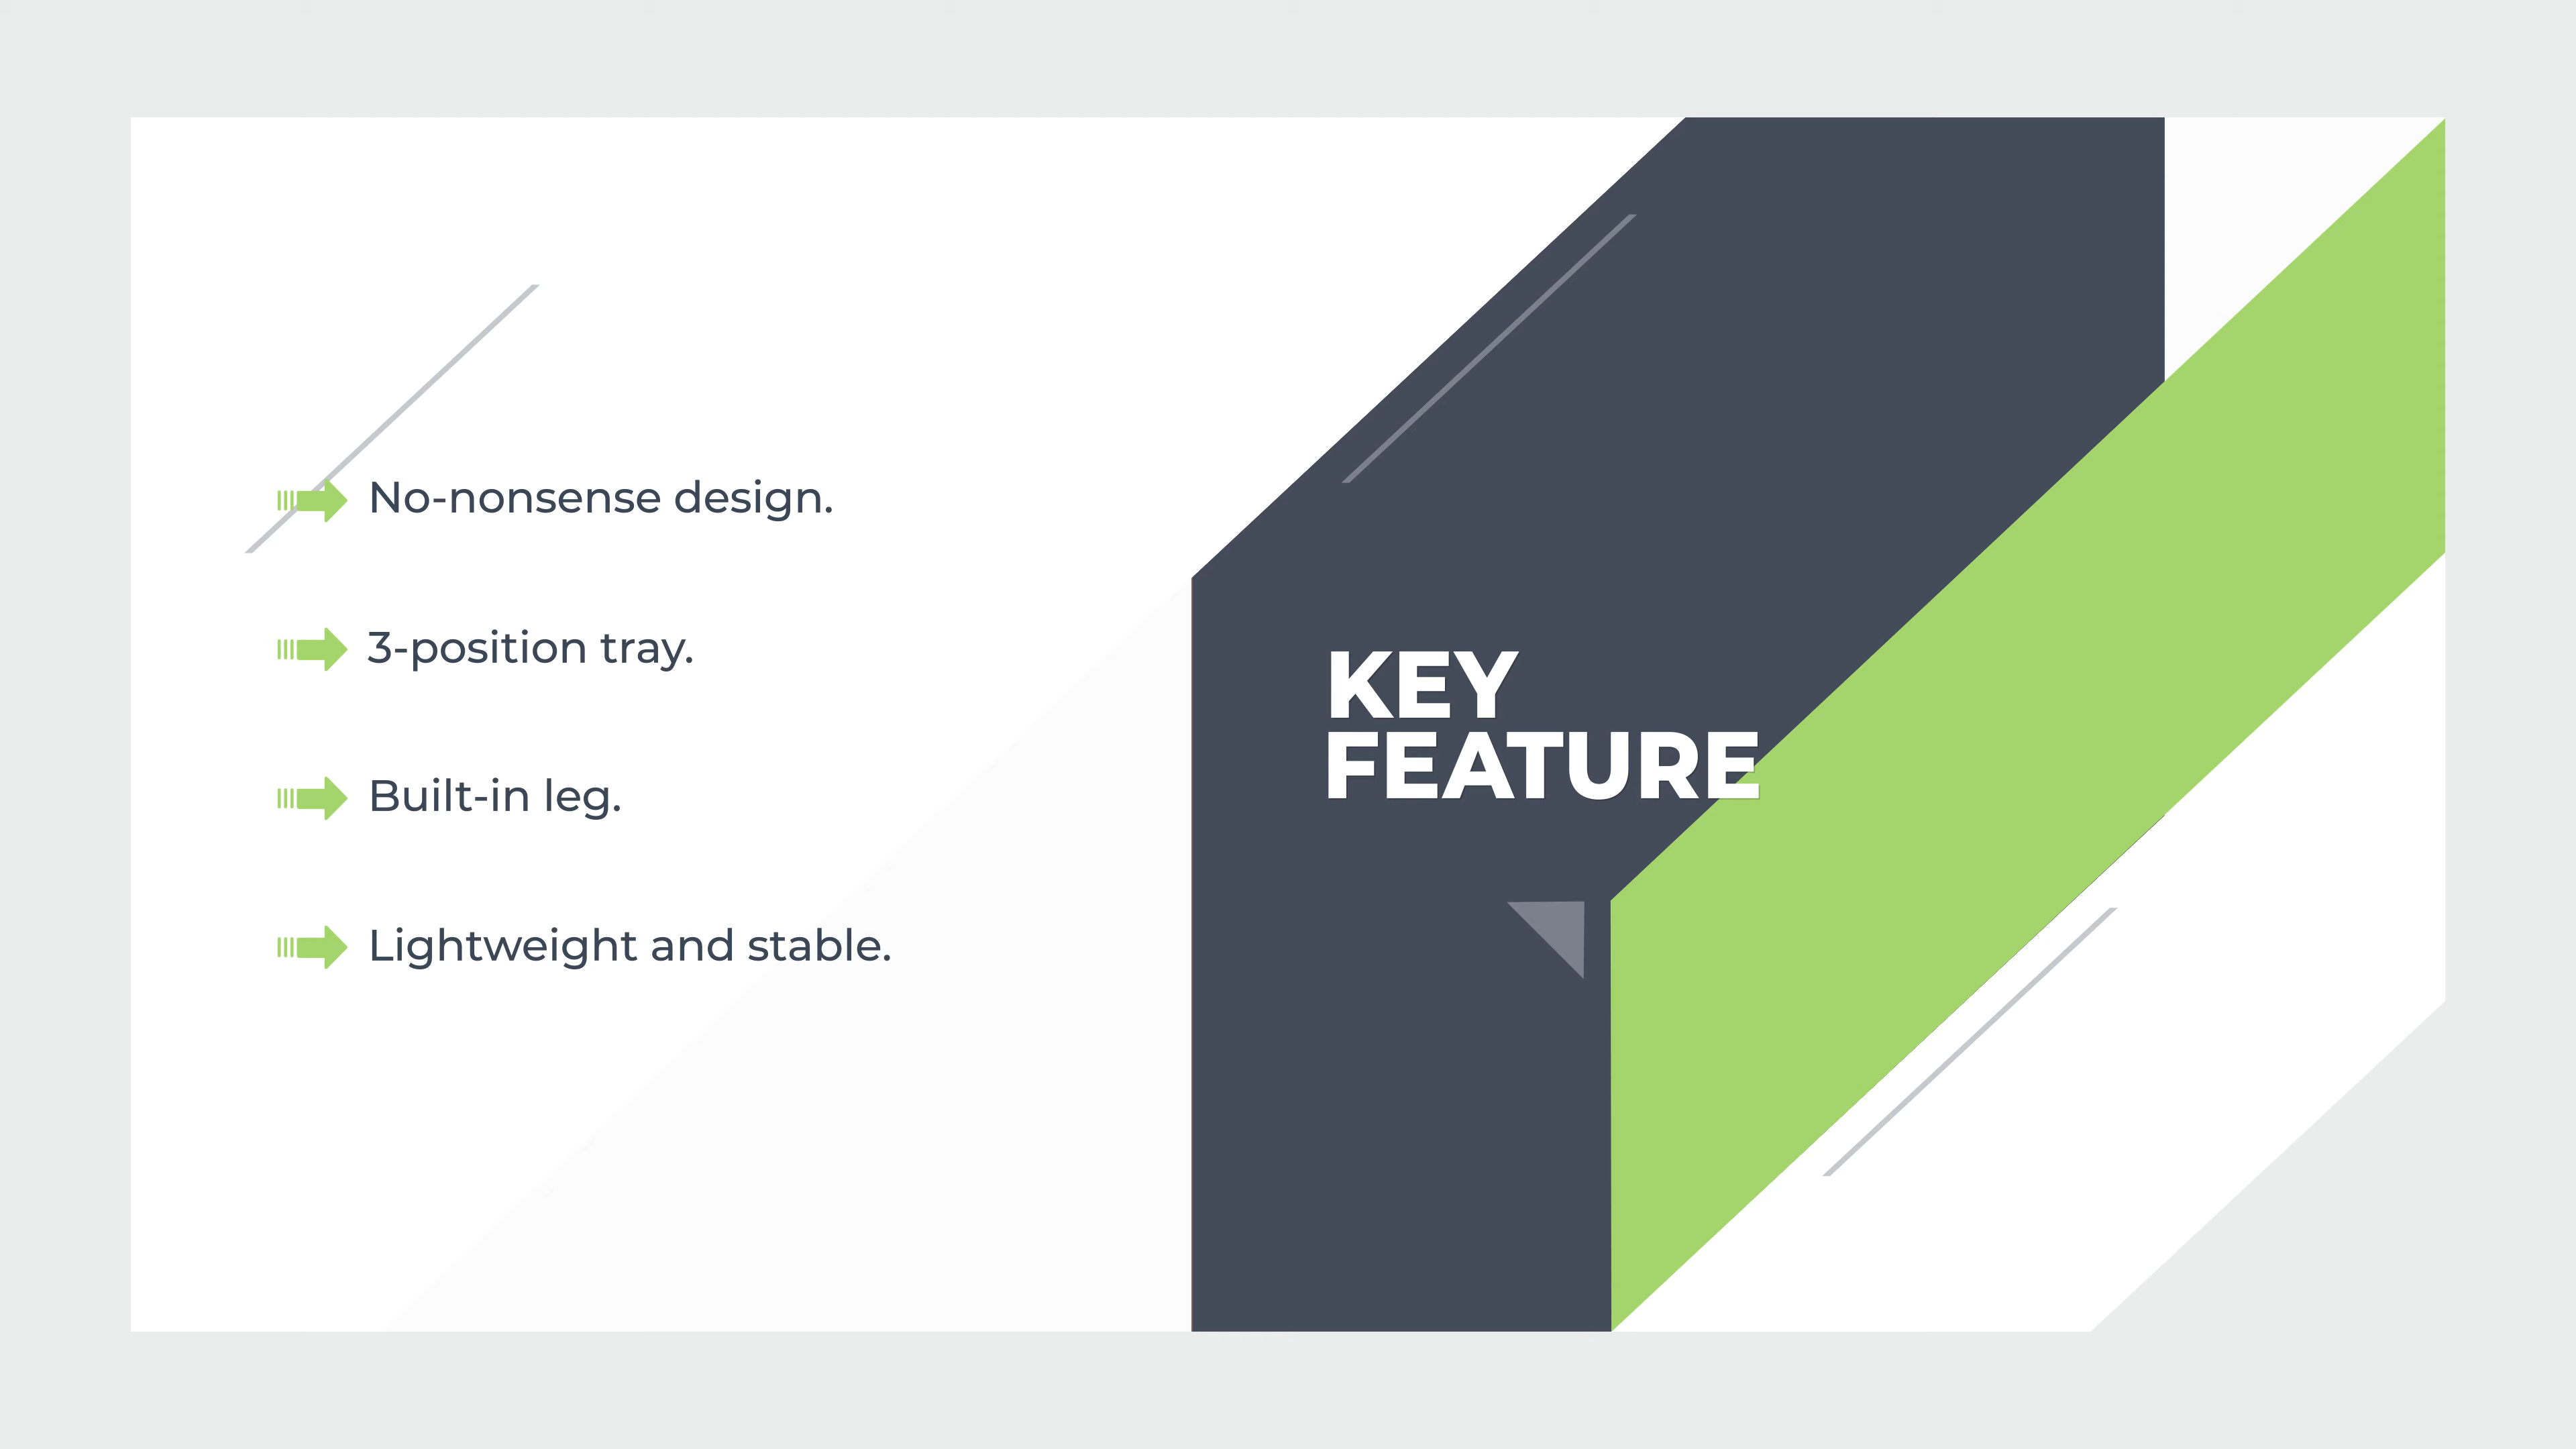 No-nonsense design.
3-position tray.
Built-in leg.
Lightweight and stable.
KEY
FEATURE